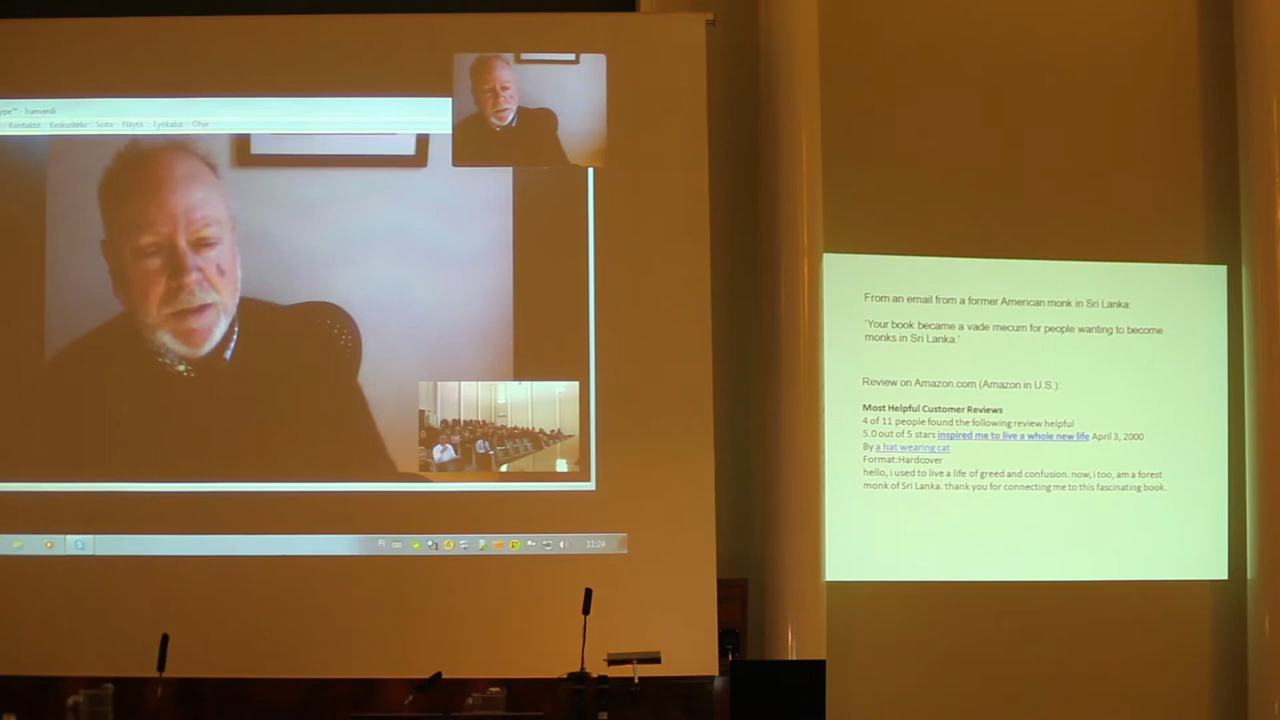 ype™ - framsendi
Kontaktit Keskustelu Soita Näytä Työkalut Ohje
FI
11:24
From an email from a former American monk in Sri Lanka:
'Your book became a vade mecum for people wanting to become
monks in Sri Lanka.'
Review on Amazon.com (Amazon in U.S.):
Most Helpful Customer Reviews
4 of 11 people found the following review helpful
5.0 out of 5 stars inspired me to live a whole new life April 3, 2000
By a hat wearing cat
Format:Hardcover
hello, i used to live a life of greed and confusion. now, i too, am a forest
monk of Sri Lanka. thank you for connecting me to this fascinating book.